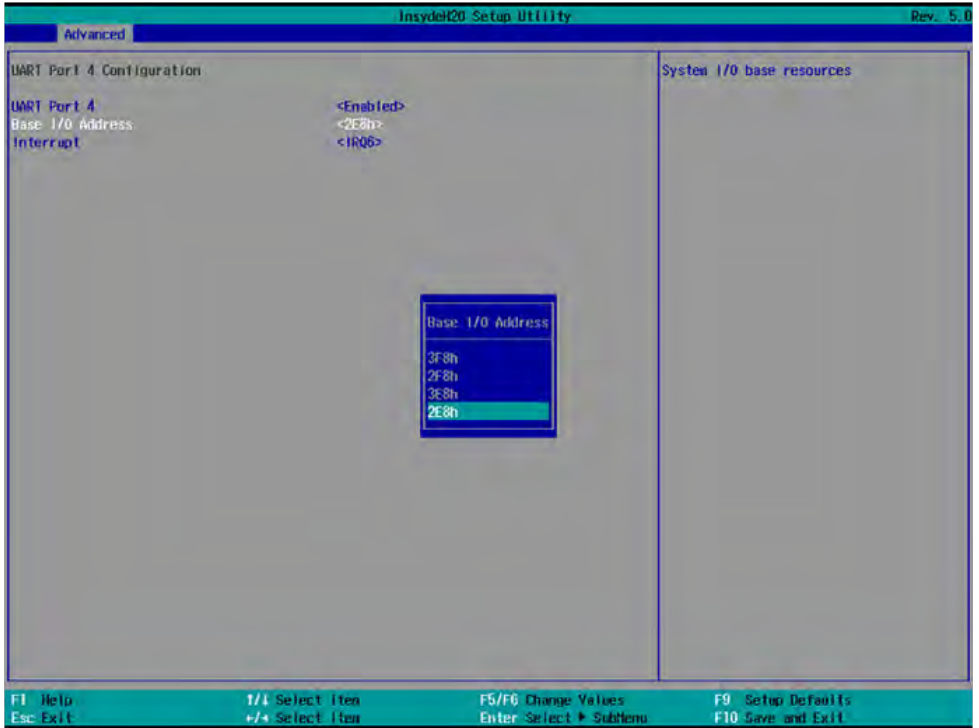 InsydeH20 Setup Utility Rev. 5.0
Advanced
UART Port 4 Configuration
System I/O base resources
UART Port 4 <Enabled>
Base I/O Address <2E8h>
Interrupt <IRQ6>
Base I/O Address
3F8h
2F8h
3E8h
2E8h
F1 Help ↑/↓ Select Item F5/F6 Change Values F9 Setup Defaults
Esc Exit ←/→ Select Item Enter Select ▶ SubMenu F10 Save and Exit